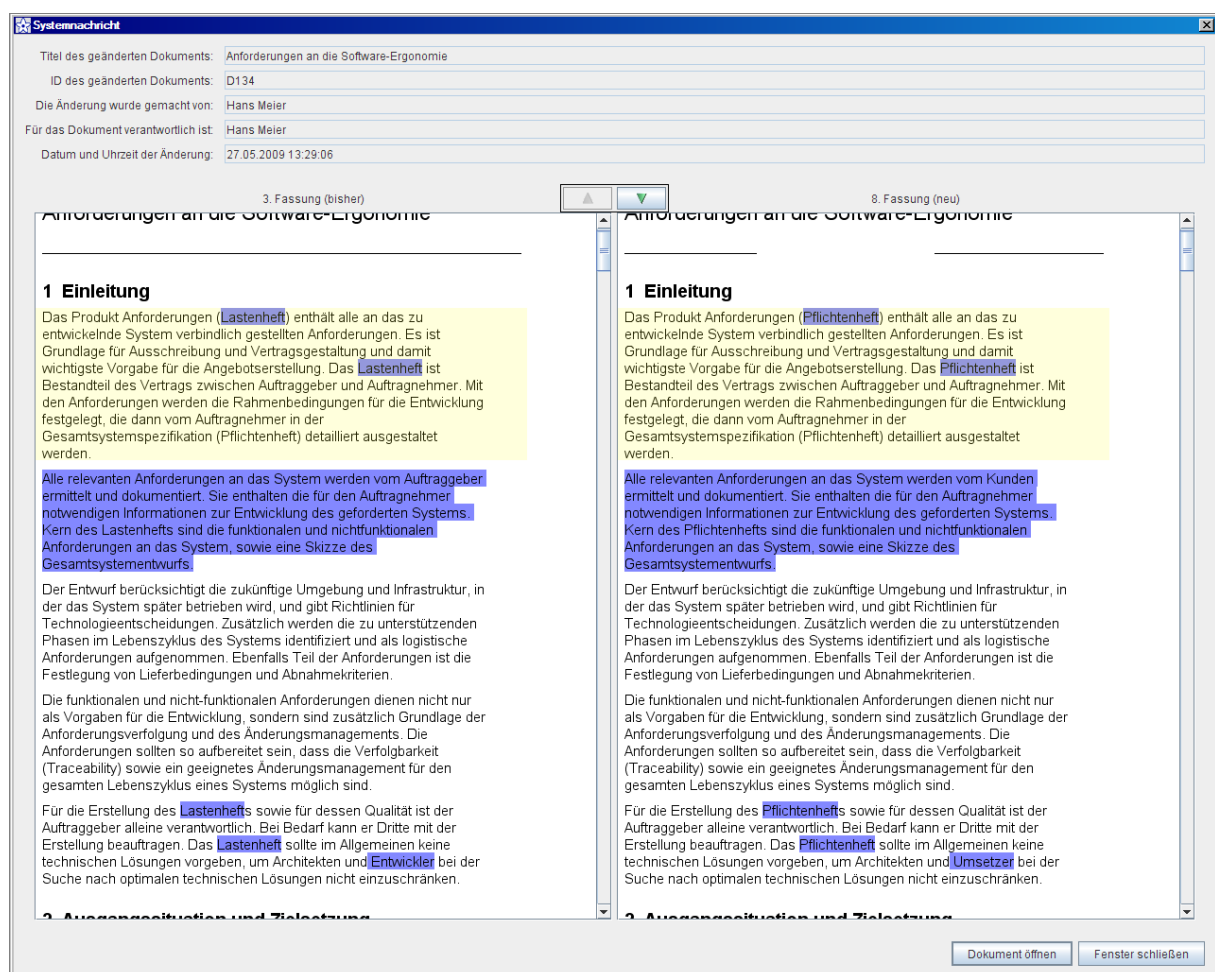 Systemnachricht
Titel des geänderten Dokuments: Anforderungen an die Software-Ergonomie
ID des geänderten Dokuments: D134
Die Änderung wurde gemacht von: Hans Meier
Für das Dokument verantwortlich ist: Hans Meier
Datum und Uhrzeit der Änderung: 27.05.2009 13:29:06
3. Fassung (bisher)
Anforderungen an die Software-Ergonomie
1 Einleitung
Das Produkt Anforderungen (Lastenheft) enthält alle an das zu
entwickelnde System verbindlich gestellten Anforderungen. Es ist
Grundlage für Ausschreibung und Vertragsgestaltung und damit
wichtigste Vorgabe für die Angebotserstellung. Das Lastenheft ist
Bestandteil des Vertrags zwischen Auftraggeber und Auftragnehmer. Mit
den Anforderungen werden die Rahmenbedingungen für die Entwicklung
festgelegt, die dann vom Auftragnehmer in der
Gesamtsystemspezifikation (Pflichtenheft) detailliert ausgestaltet
werden.
Alle relevanten Anforderungen an das System werden vom Auftraggeber
ermittelt und dokumentiert. Sie enthalten die für den Auftragnehmer
notwendigen Informationen zur Entwicklung des geforderten Systems.
Kern des Lastenhefts sind die funktionalen und nichtfunktionalen
Anforderungen an das System, sowie eine Skizze des
Gesamtsystementwurfs.
Der Entwurf berücksichtigt die zukünftige Umgebung und Infrastruktur, in
der das System später betrieben wird, und gibt Richtlinien für
Technologieentscheidungen. Zusätzlich werden die zu unterstützenden
Phasen im Lebenszyklus des Systems identifiziert und als logistische
Anforderungen aufgenommen. Ebenfalls Teil der Anforderungen ist die
Festlegung von Lieferbedingungen und Abnahmekriterien.
Die funktionalen und nicht-funktionalen Anforderungen dienen nicht nur
als Vorgaben für die Entwicklung, sondern sind zusätzlich Grundlage der
Anforderungsverfolgung und des Änderungsmanagements. Die
Anforderungen sollten so aufbereitet sein, dass die Verfolgbarkeit
(Traceability) sowie ein geeignetes Änderungsmanagement für den
gesamten Lebenszyklus eines Systems möglich sind.
Für die Erstellung des Lastenhefts sowie für dessen Qualität ist der
Auftraggeber alleine verantwortlich. Bei Bedarf kann er Dritte mit der
Erstellung beauftragen. Das Lastenheft sollte im Allgemeinen keine
technischen Lösungen vorgeben, um Architekten und Entwickler bei der
Suche nach optimalen technischen Lösungen nicht einzuschränken.
2 Ausgangssituation und Zielsetzung
8. Fassung (neu)
Anforderungen an die Software-Ergonomie
1 Einleitung
Das Produkt Anforderungen (Pflichtenheft) enthält alle an das zu
entwickelnde System verbindlich gestellten Anforderungen. Es ist
Grundlage für Ausschreibung und Vertragsgestaltung und damit
wichtigste Vorgabe für die Angebotserstellung. Das Pflichtenheft ist
Bestandteil des Vertrags zwischen Auftraggeber und Auftragnehmer. Mit
den Anforderungen werden die Rahmenbedingungen für die Entwicklung
festgelegt, die dann vom Auftragnehmer in der
Gesamtsystemspezifikation (Pflichtenheft) detailliert ausgestaltet
werden.
Alle relevanten Anforderungen an das System werden vom Kunden
ermittelt und dokumentiert. Sie enthalten die für den Auftragnehmer
notwendigen Informationen zur Entwicklung des geforderten Systems.
Kern des Pflichtenhefts sind die funktionalen und nichtfunktionalen
Anforderungen an das System, sowie eine Skizze des
Gesamtsystementwurfs.
Der Entwurf berücksichtigt die zukünftige Umgebung und Infrastruktur, in
der das System später betrieben wird, und gibt Richtlinien für
Technologieentscheidungen. Zusätzlich werden die zu unterstützenden
Phasen im Lebenszyklus des Systems identifiziert und als logistische
Anforderungen aufgenommen. Ebenfalls Teil der Anforderungen ist die
Festlegung von Lieferbedingungen und Abnahmekriterien.
Die funktionalen und nicht-funktionalen Anforderungen dienen nicht nur
als Vorgaben für die Entwicklung, sondern sind zusätzlich Grundlage der
Anforderungsverfolgung und des Änderungsmanagements. Die
Anforderungen sollten so aufbereitet sein, dass die Verfolgbarkeit
(Traceability) sowie ein geeignetes Änderungsmanagement für den
gesamten Lebenszyklus eines Systems möglich sind.
Für die Erstellung des Pflichtenhefts sowie für dessen Qualität ist der
Auftraggeber alleine verantwortlich. Bei Bedarf kann er Dritte mit der
Erstellung beauftragen. Das Pflichtenheft sollte im Allgemeinen keine
technischen Lösungen vorgeben, um Architekten und Umsetzer bei der
Suche nach optimalen technischen Lösungen nicht einzuschränken.
2 Ausgangssituation und Zielsetzung
Dokument öffnen
Fenster schließen